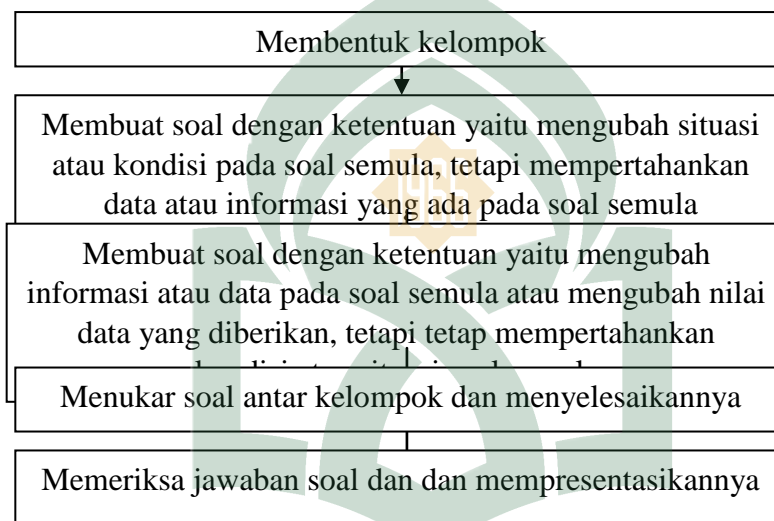 Membentuk kelompok
Membuat soal dengan ketentuan yaitu mengubah situasi
atau kondisi pada soal semula, tetapi mempertahankan
data atau informasi yang ada pada soal semula
1965
Membuat soal dengan ketentuan yaitu mengubah
informasi atau data pada soal semula atau mengubah nilai
data yang diberikan, tetapi tetap mempertahankan
Menukar soal antar kelompok dan menyelesaikannya
Memeriksa jawaban soal dan dan mempresentasikannya